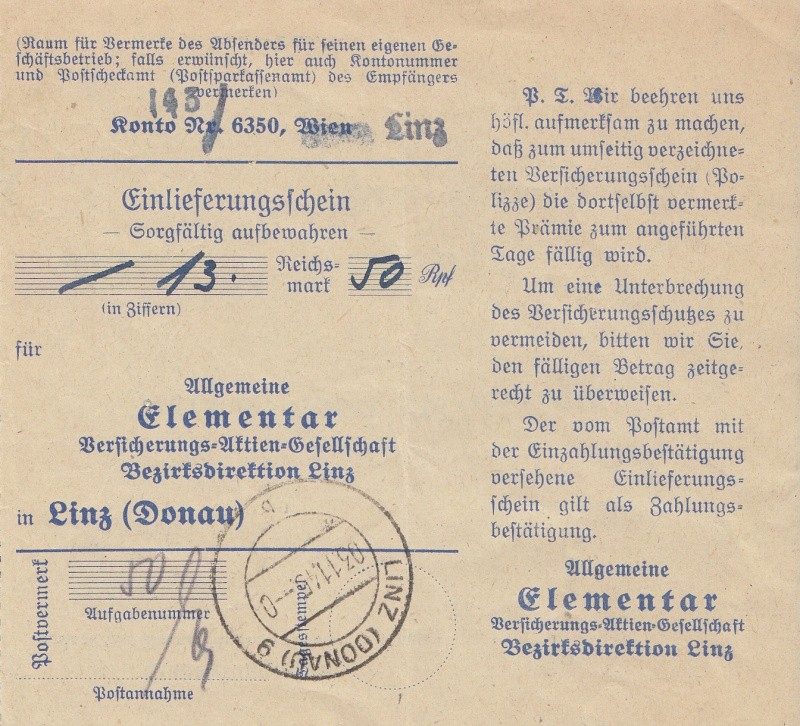 (Raum für Vermerke des Absenders für seinen eigenen Ge-
schäftsbetrieb; falls erwünscht, hier auch Kontonummer
und Postscheckamt (Postsparkassenamt) des Empfängers
vermerken)
Konto Nr. 6350, Wien Linz
Einlieferungsschein
— Sorgfältig aufbewahren —
— 13. Reichs-
mark 50 Rpf
(in Ziffern)
für
Allgemeine
Elementar
Versicherungs-Aktien-Gesellschaft
Bezirksdirektion Linz
in Linz (Donau)
Postvermerk
50
Aufgabenummer
Postannahme
LINZ (DONAU) 9
P. T. Wir beehren uns
höfl. aufmerksam zu machen,
daß zum umseitig verzeichne-
ten Versicherungsschein (Po-
lizze) die dortselbst vermerk-
te Prämie zum angeführten
Tage fällig wird.
Um eine Unterbrechung
des Versicherungsschutzes zu
vermeiden, bitten wir Sie,
den fälligen Betrag zeitge-
recht zu überweisen.
Der vom Postamt mit
der Einzahlungsbestätigung
versehene Einlieferungs-
schein gilt als Zahlungs-
bestätigung.
Allgemeine
Elementar
Versicherungs-Aktien-Gesellschaft
Bezirksdirektion Linz